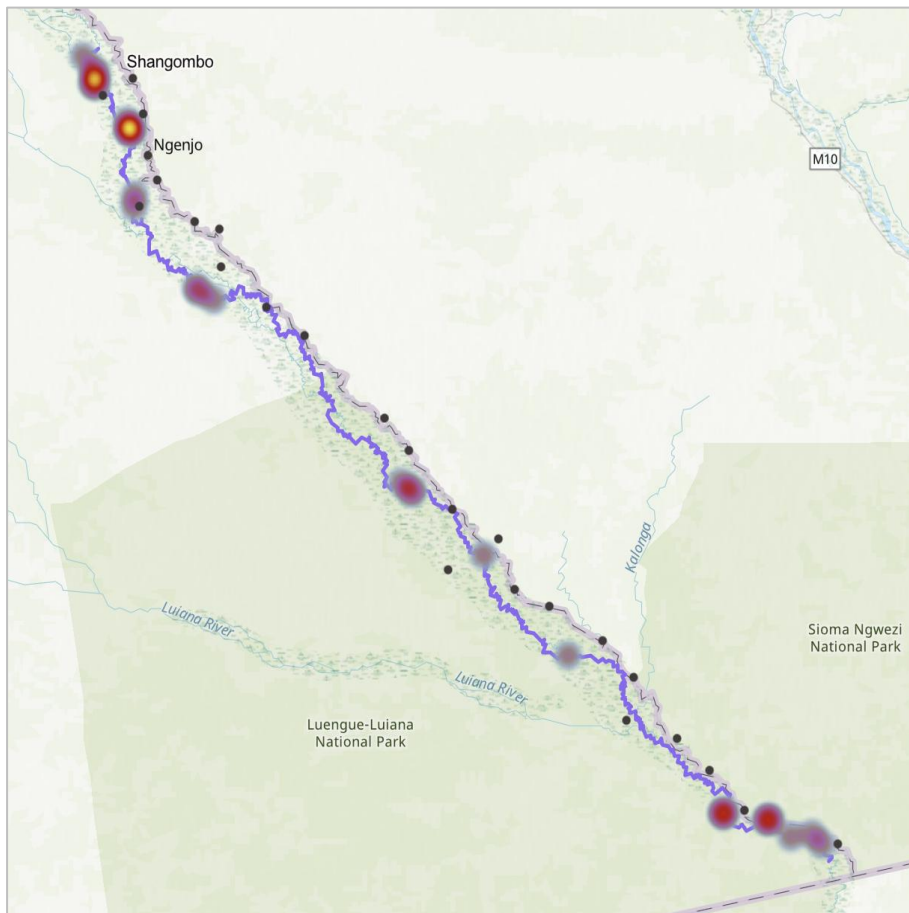 Shangombo
Ngenjo
M10
Kalonga
Luiana River
Sioma Ngwezi
National Park
Luiana River
Luengue-Luiana
National Park